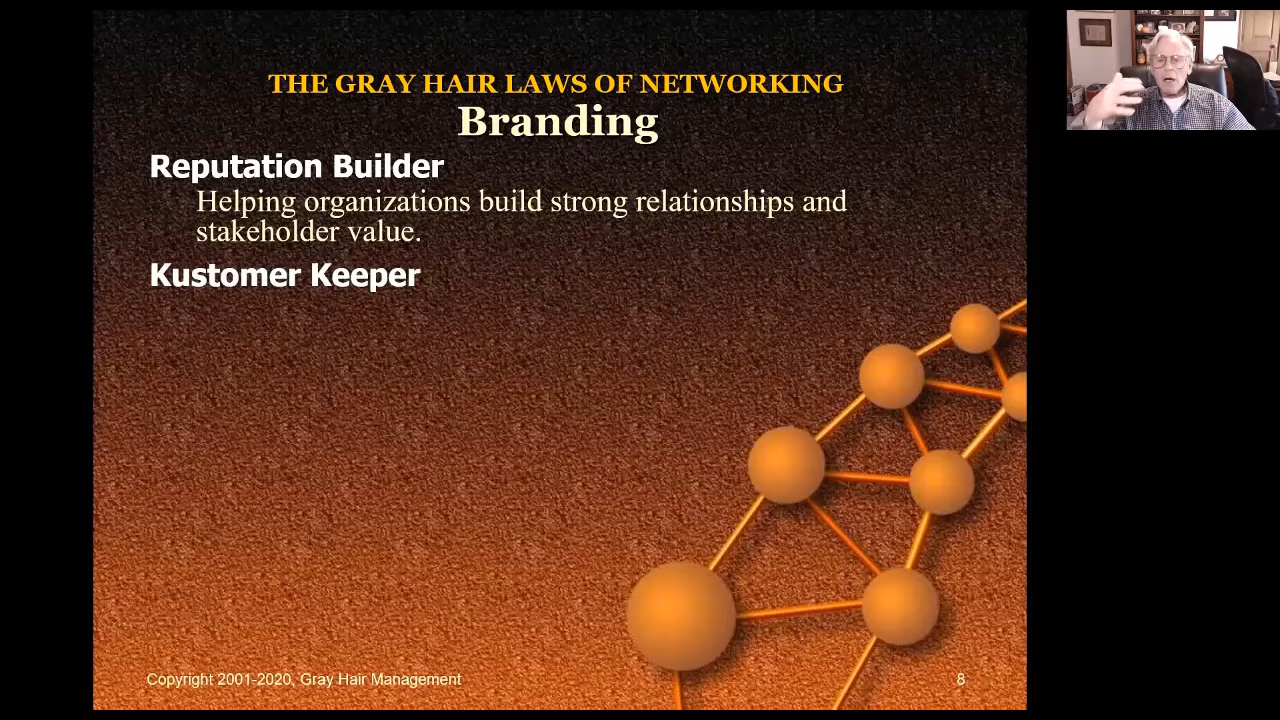 THE GRAY HAIR LAWS OF NETWORKING
Branding
Reputation Builder
Helping organizations build strong relationships and
stakeholder value.
Kustomer Keeper
Copyright 2001-2020, Gray Hair Management
8